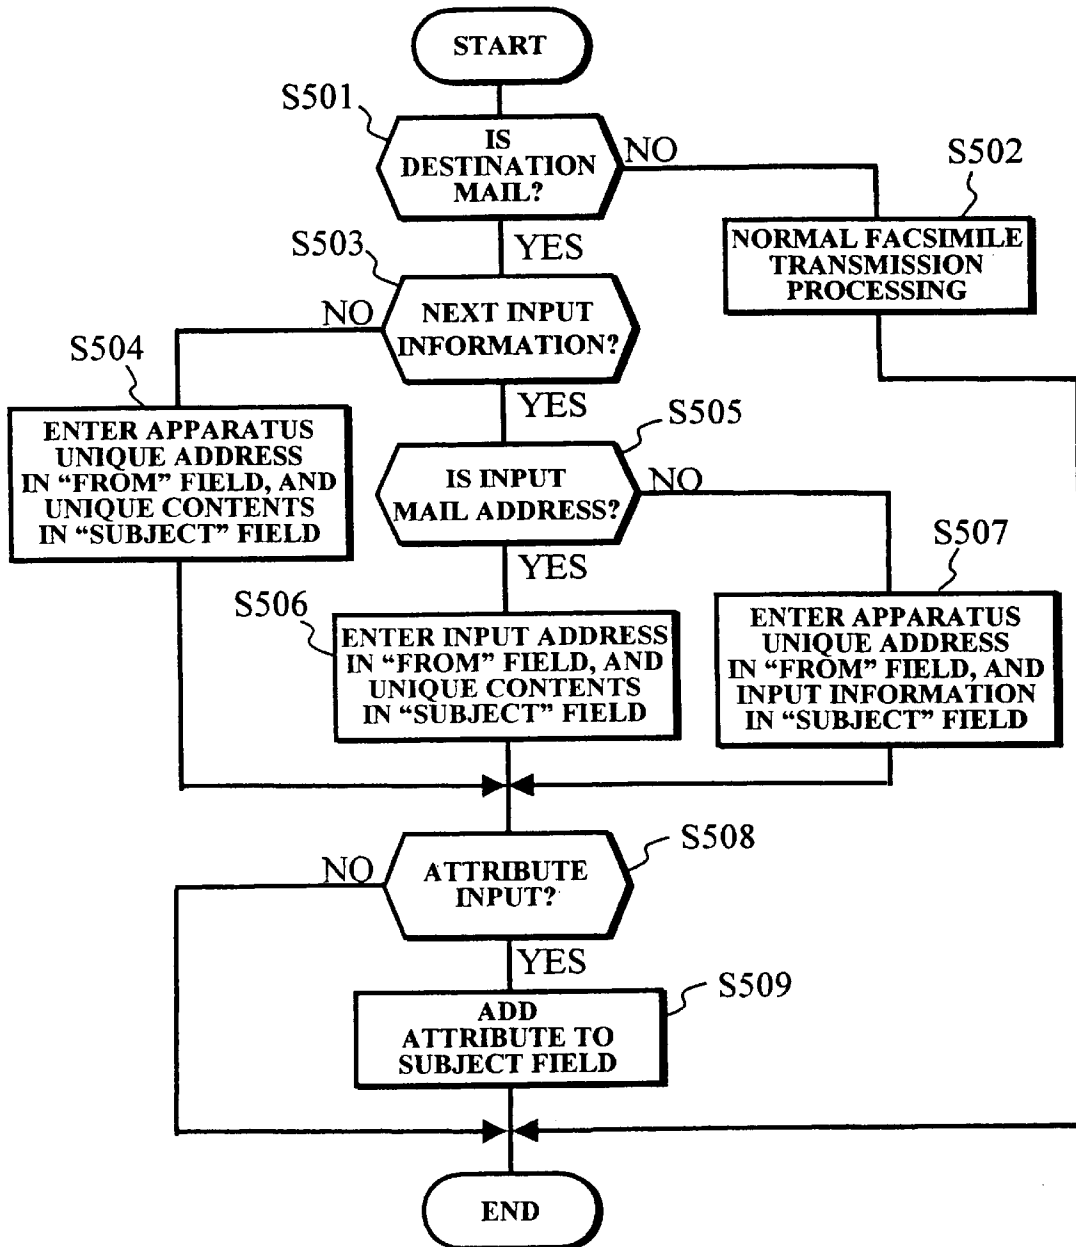 START
S501
IS
DESTINATION
MAIL?
NO
S502
NORMAL FACSIMILE
TRANSMISSION
PROCESSING
YES
S503
NEXT INPUT
INFORMATION?
NO
S504
ENTER APPARATUS
UNIQUE ADDRESS
IN “FROM” FIELD, AND
UNIQUE CONTENTS
IN “SUBJECT” FIELD
YES
S505
IS INPUT
MAIL ADDRESS?
NO
YES
S506
ENTER INPUT ADDRESS
IN “FROM” FIELD, AND
UNIQUE CONTENTS
IN “SUBJECT” FIELD
S507
ENTER APPARATUS
UNIQUE ADDRESS
IN “FROM” FIELD, AND
INPUT INFORMATION
IN “SUBJECT” FIELD
S508
ATTRIBUTE
INPUT?
NO
YES
S509
ADD
ATTRIBUTE TO
SUBJECT FIELD
END